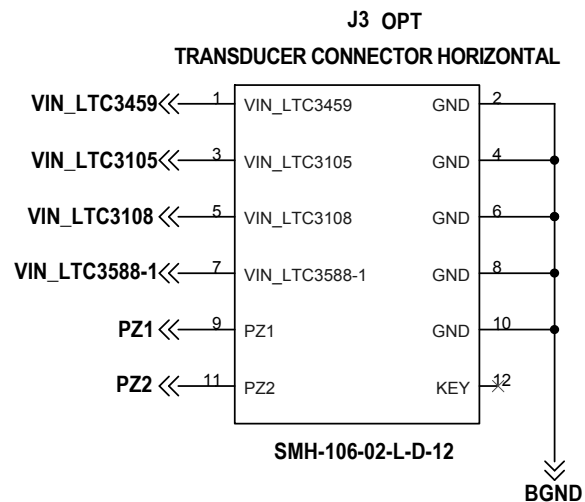 J3 OPT
TRANSDUCER CONNECTOR HORIZONTAL
VIN_LTC3459 1 VIN_LTC3459 GND 2
VIN_LTC3105 3 VIN_LTC3105 GND 4
VIN_LTC3108 5 VIN_LTC3108 GND 6
VIN_LTC3588-1 7 VIN_LTC3588-1 GND 8
PZ1 9 PZ1 GND 10
PZ2 11 PZ2 KEY 12
SMH-106-02-L-D-12
BGND